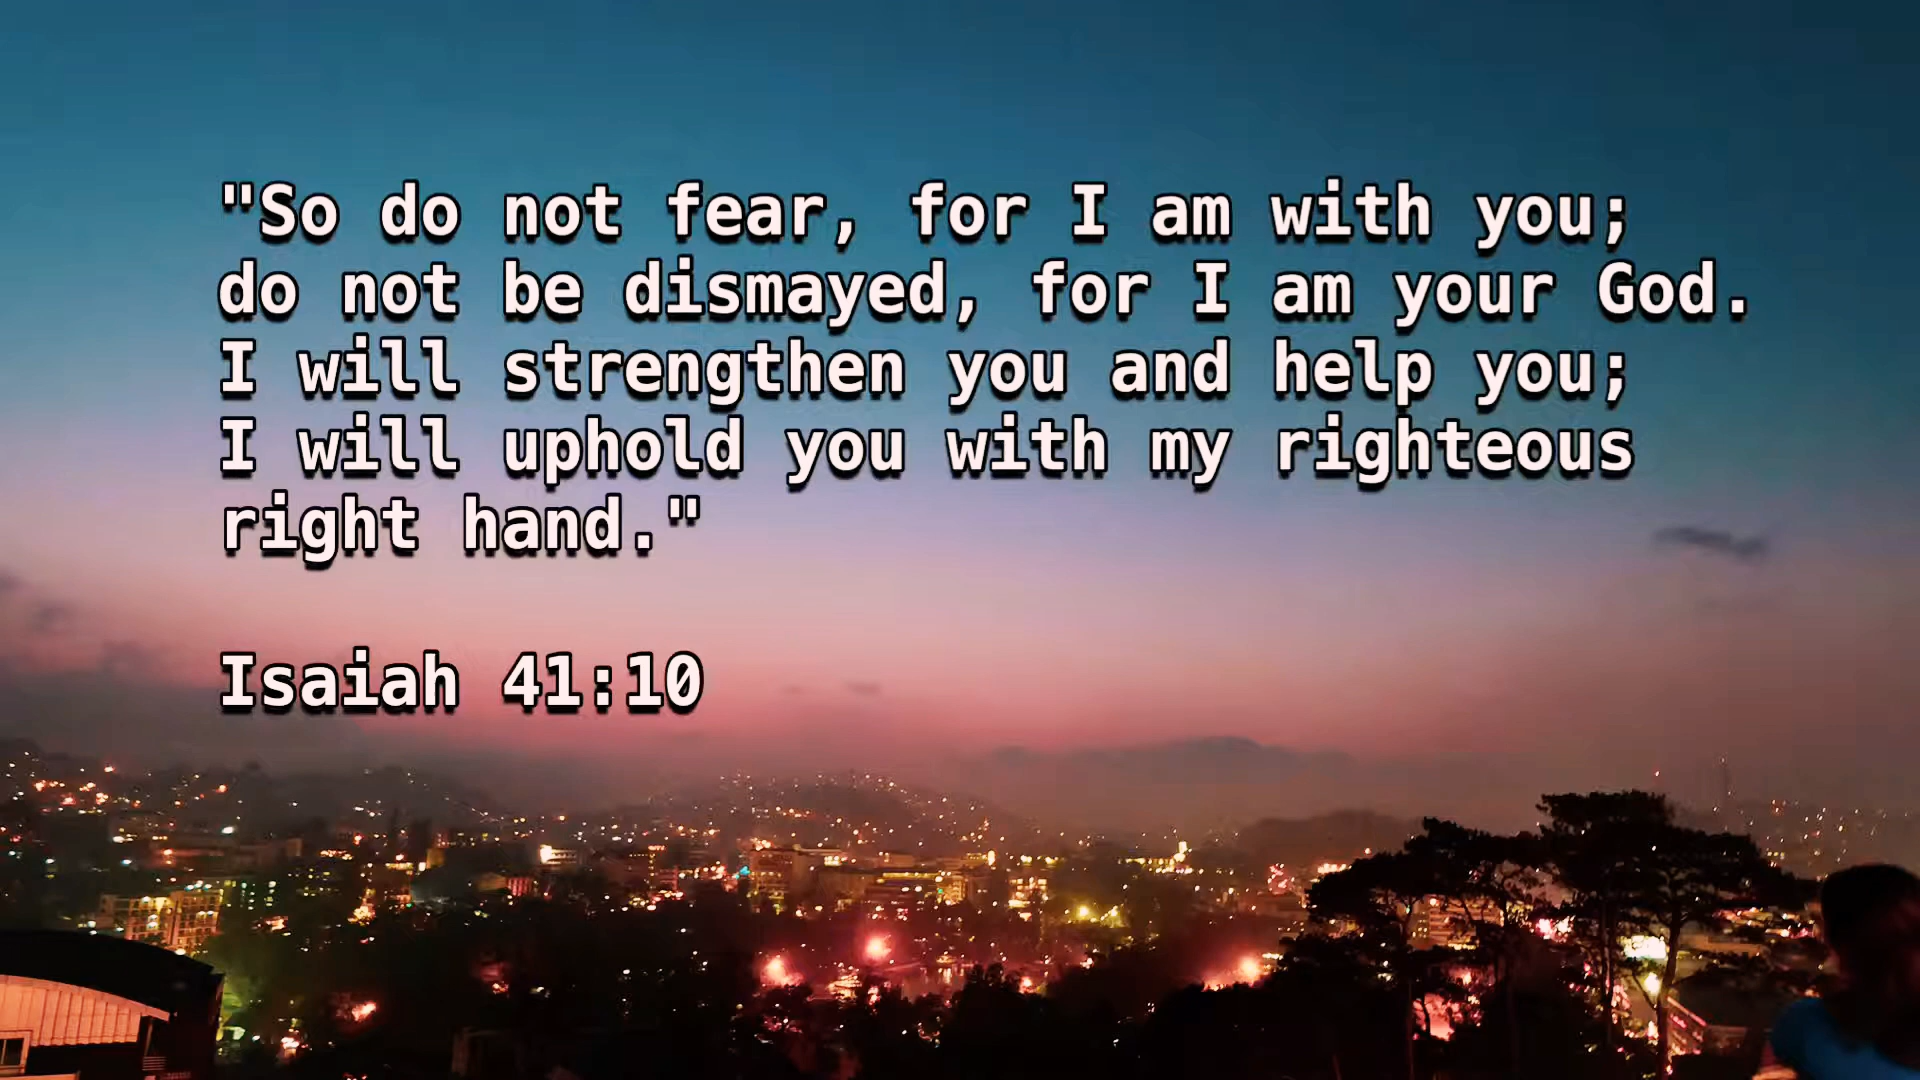 "So do not fear, for I am with you;
do not be dismayed, for I am your God.
I will strengthen you and help you;
I will uphold you with my righteous
right hand."
Isaiah 41:10